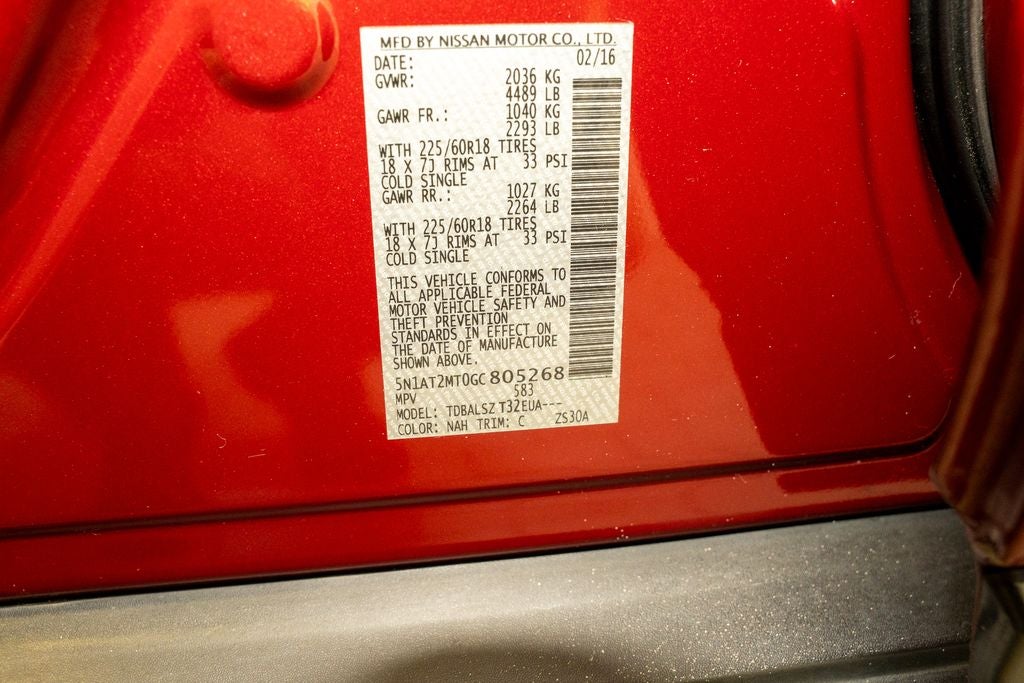 MFD BY NISSAN MOTOR CO., LTD.
DATE: 02/16
GVWR: 2036 KG
4489 LB
GAWR FR.: 1040 KG
2293 LB
WITH 225/60R18 TIRES
18 X 7J RIMS AT 33 PSI
COLD SINGLE
GAWR RR.: 1027 KG
2264 LB
WITH 225/60R18 TIRES
18 X 7J RIMS AT 33 PSI
COLD SINGLE
THIS VEHICLE CONFORMS TO
ALL APPLICABLE FEDERAL
MOTOR VEHICLE SAFETY AND
THEFT PREVENTION
STANDARDS IN EFFECT ON
THE DATE OF MANUFACTURE
SHOWN ABOVE.
5N1AT2MT0GC805268
MPV 583
MODEL: TDBALSZ T32EUA---
COLOR: NAH TRIM: C ZS30A